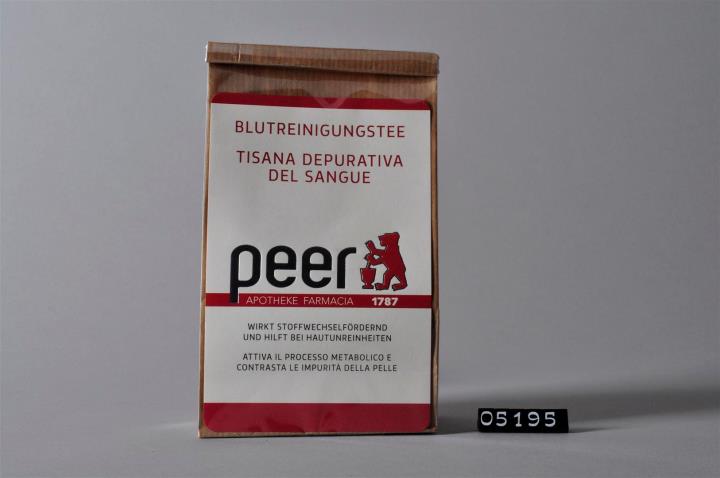 BLUTREINIGUNGSTEE
TISANA DEPURATIVA
DEL SANGUE
peer
APOTHEKE FARMACIA 1787
WIRKT STOFFWECHSELFÖRDERND
UND HILFT BEI HAUTUNREINHEITEN
ATTIVA IL PROCESSO METABOLICO E
CONTRASTA LE IMPURITÀ DELLA PELLE
05195